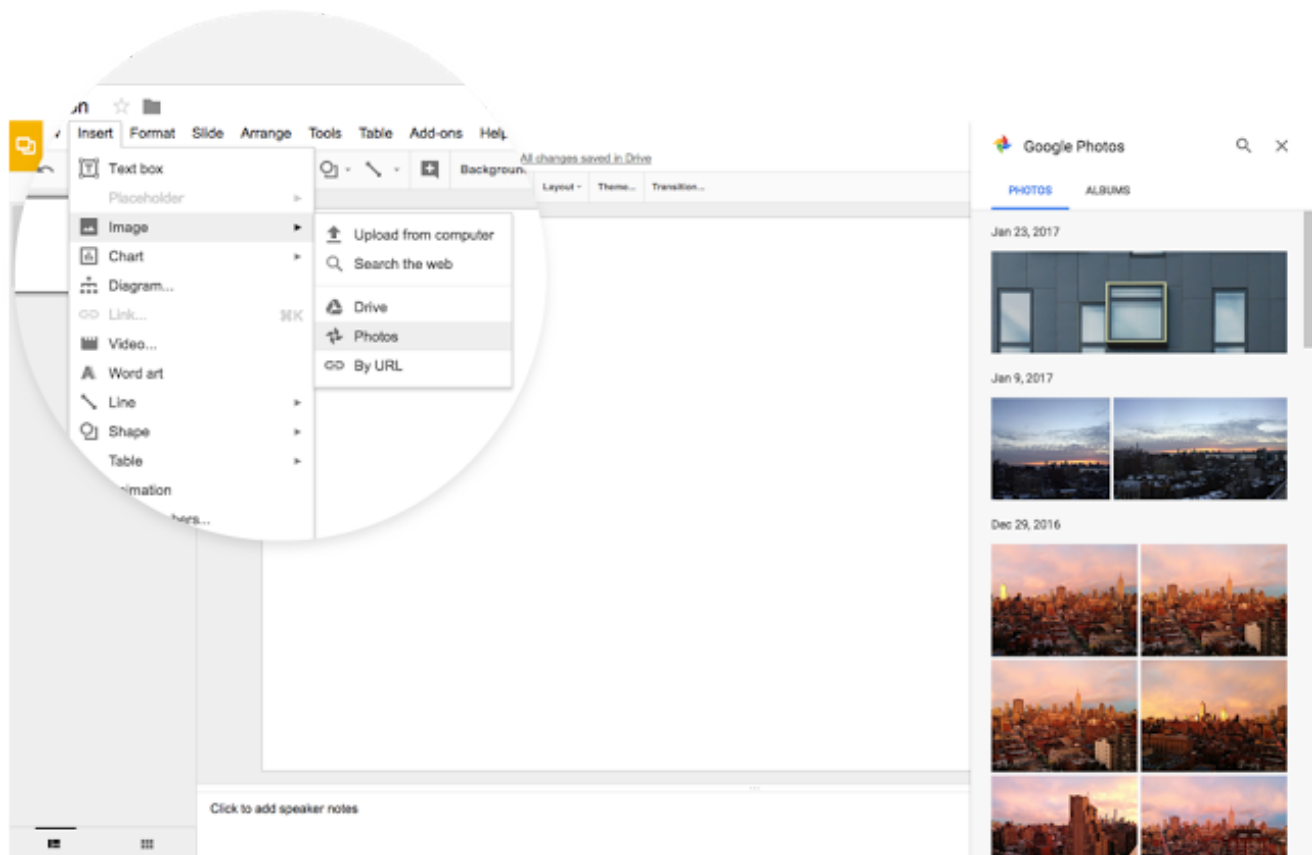 Insert Format Slide Arrange Tools Table Add-ons
All changes saved in Drive
Background
Layout Theme... Transition...
Text box
Placeholder
Image
Chart
Diagram...
Link... ⌘K
Video...
Word art
Line
Shape
Table
Upload from computer
Search the web
Drive
Photos
By URL
Click to add speaker notes
Google Photos
PHOTOS ALBUMS
Jan 23, 2017
Jan 9, 2017
Dec 29, 2016